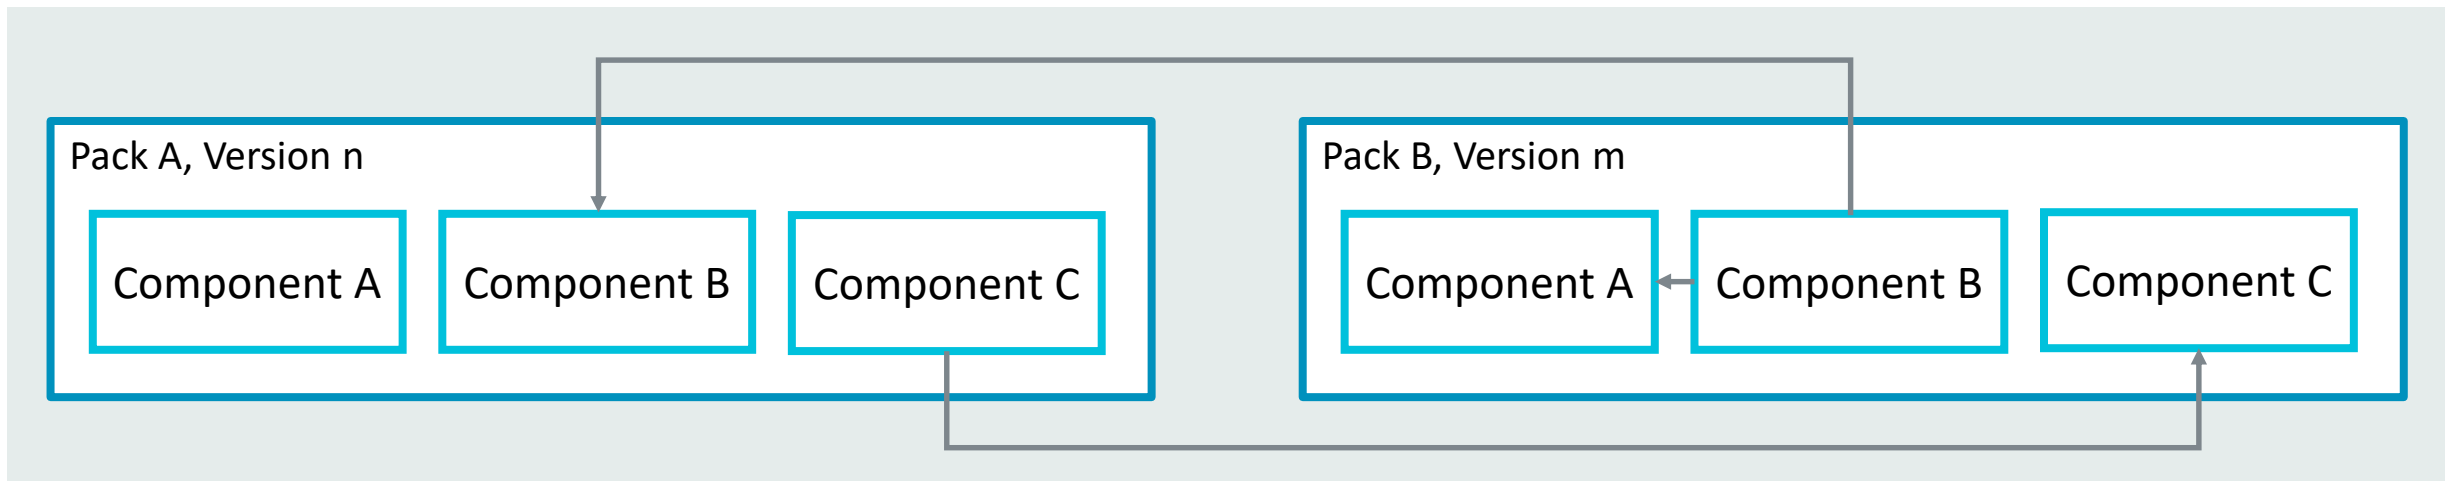 Pack A, Version n
Component A
Component B
Component C
Pack B, Version m
Component A
Component B
Component C